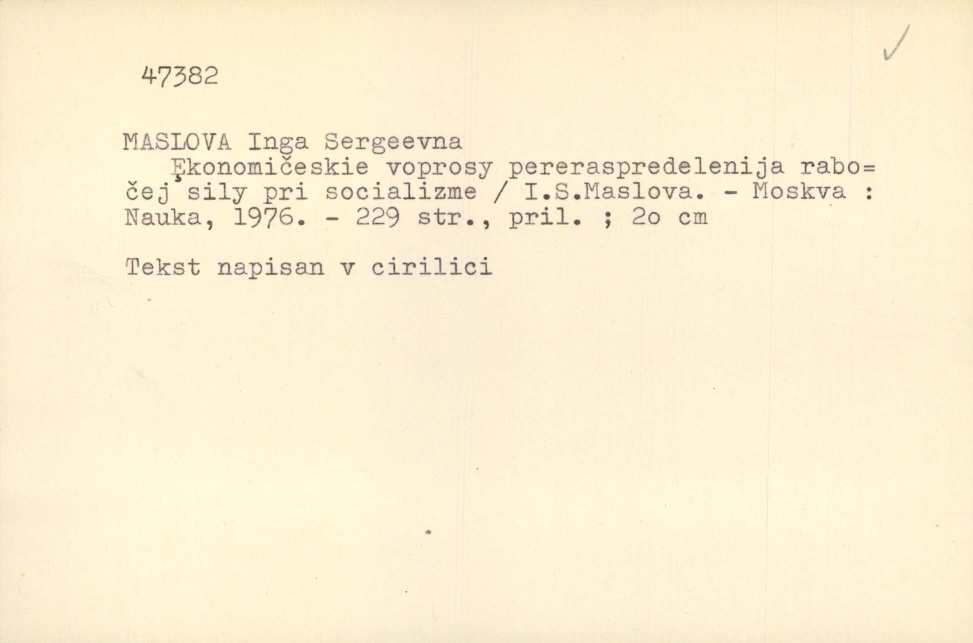 47382
MASLOVA Inga Sergeevna
Ekonomičeskie voprosy pereraspredelenija rabo=
čej sily pri socializme / I.S.Maslova. - Moskva :
Nauka, 1976. - 229 str., pril. ; 2o cm
Tekst napisan v cirilici